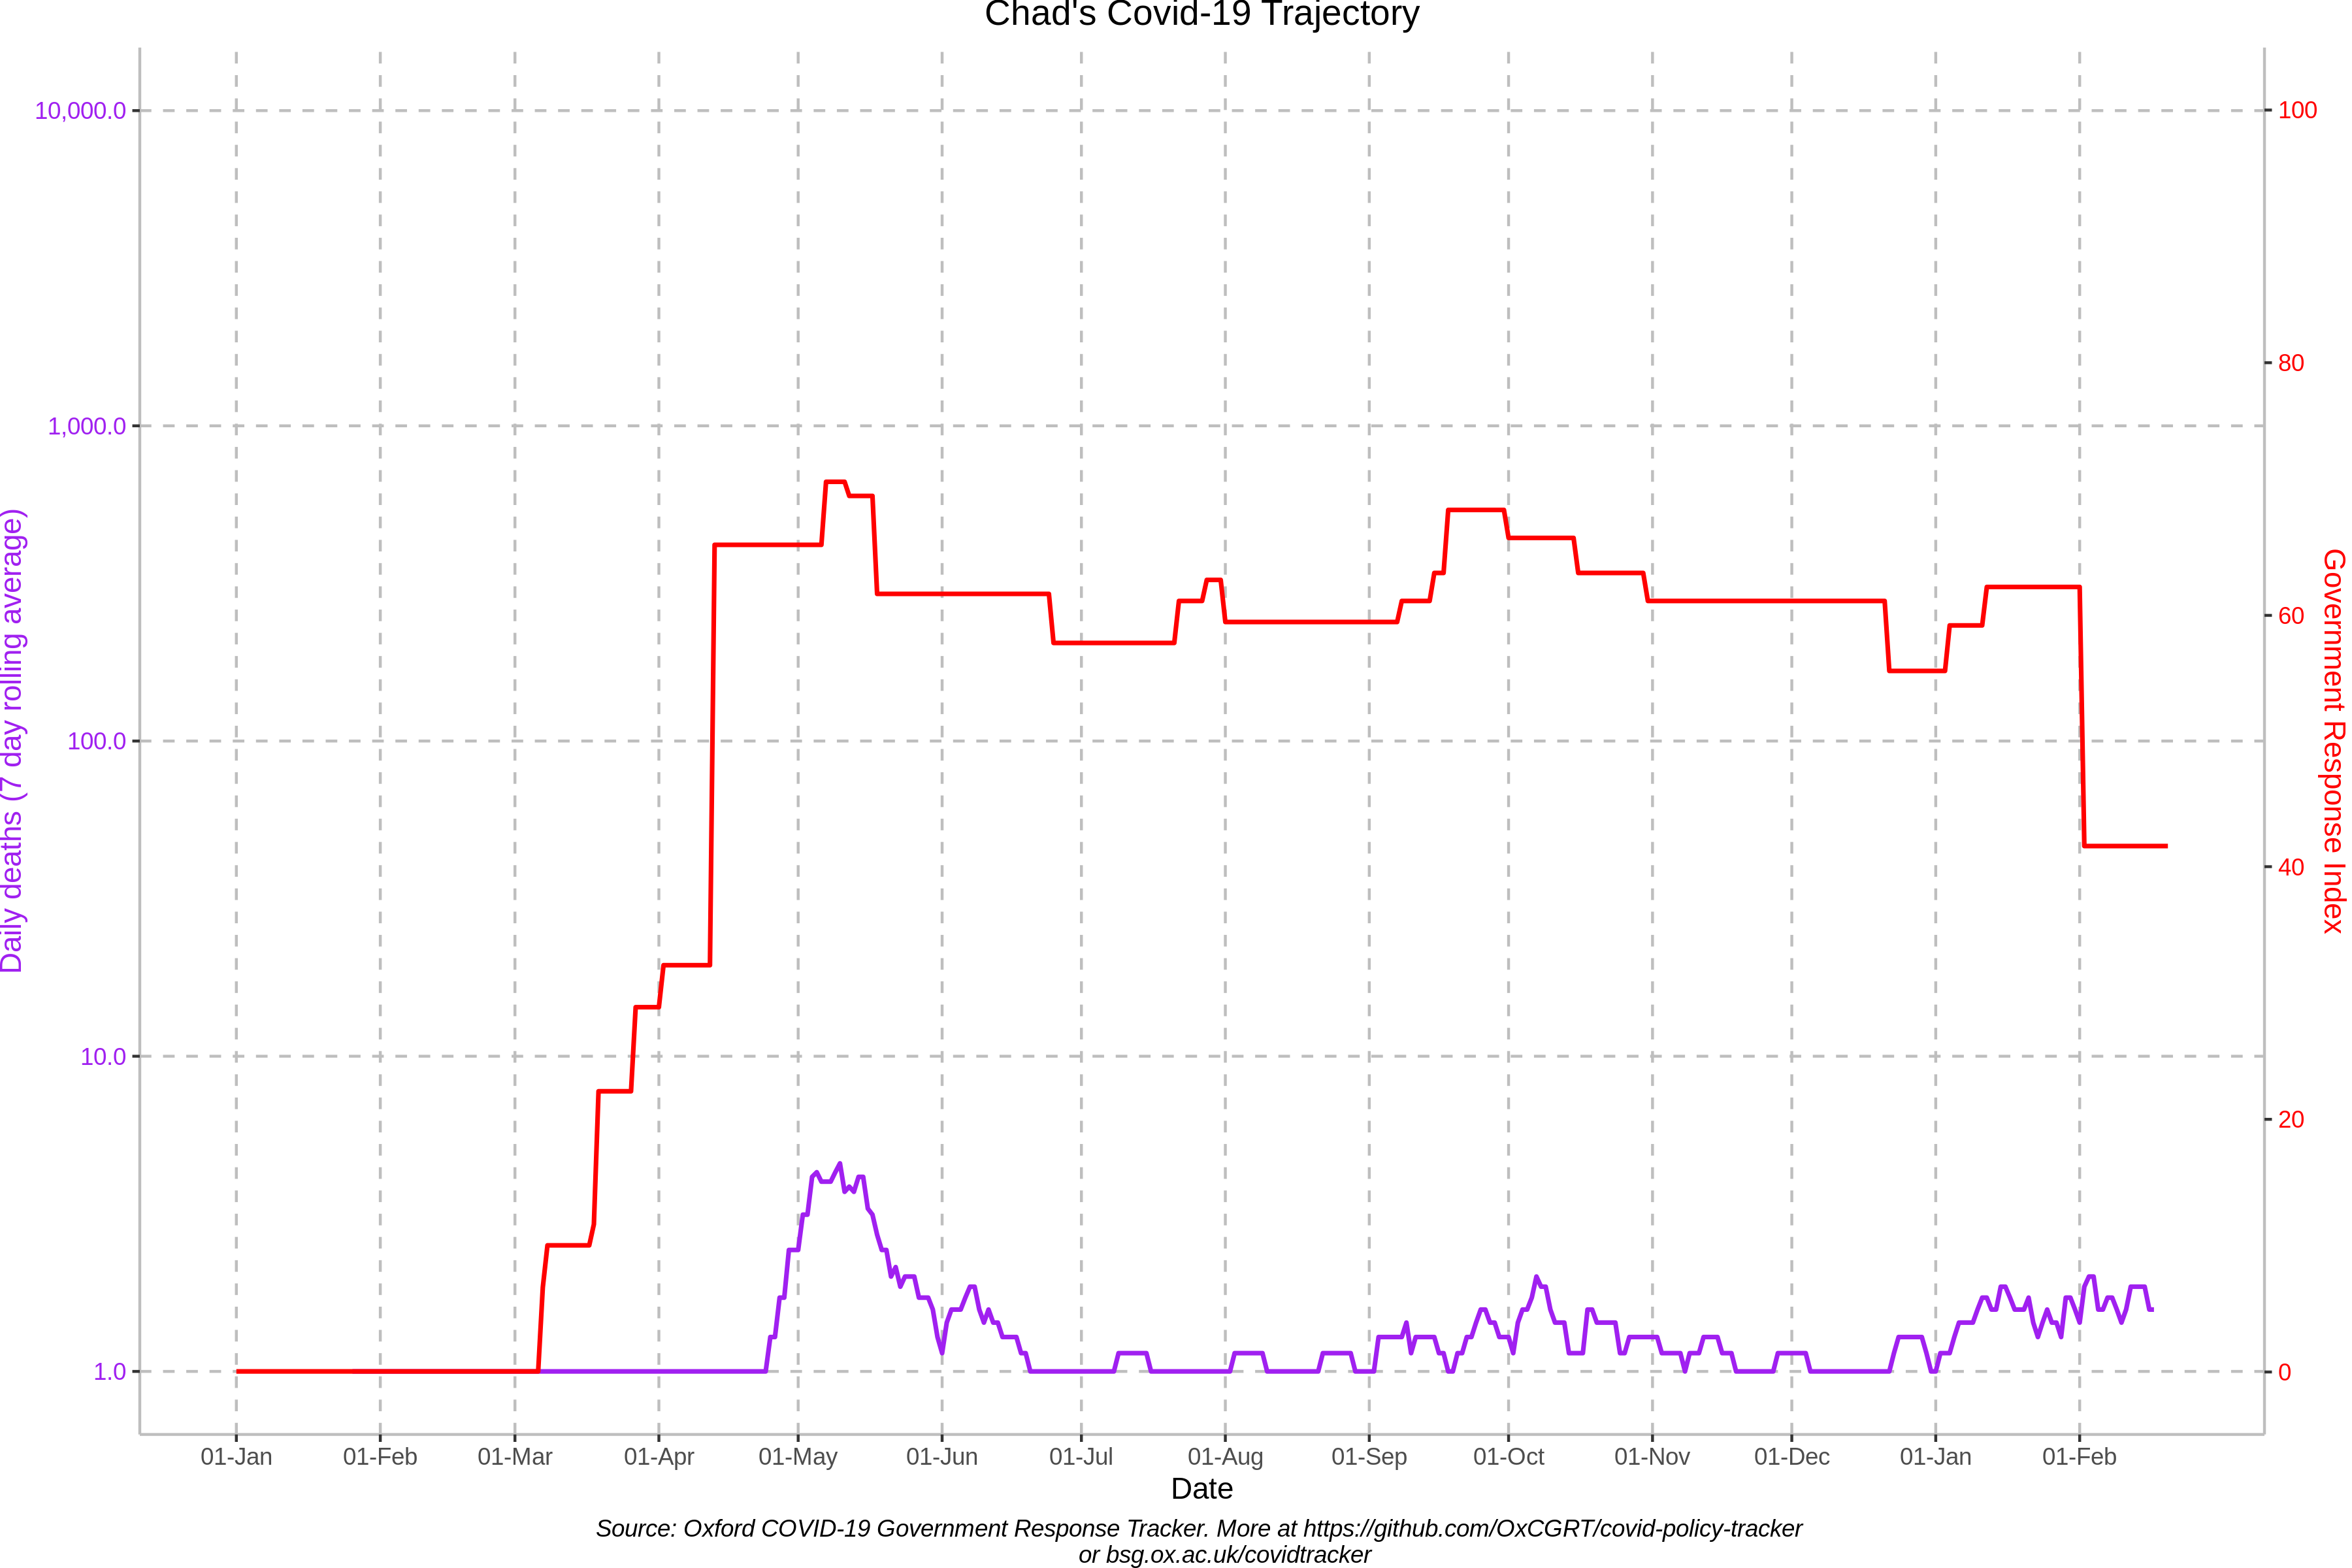 Chad's Covid-19 Trajectory
10,000.0
1,000.0
100.0
10.0
1.0
Daily deaths (7 day rolling average)
100
80
60
40
20
0
Government Response Index
01-Jan
01-Feb
01-Mar
01-Apr
01-May
01-Jun
01-Jul
01-Aug
01-Sep
01-Oct
01-Nov
01-Dec
01-Jan
01-Feb
Date
Source: Oxford COVID-19 Government Response Tracker. More at https://github.com/OxCGRT/covid-policy-tracker
or bsg.ox.ac.uk/covidtracker